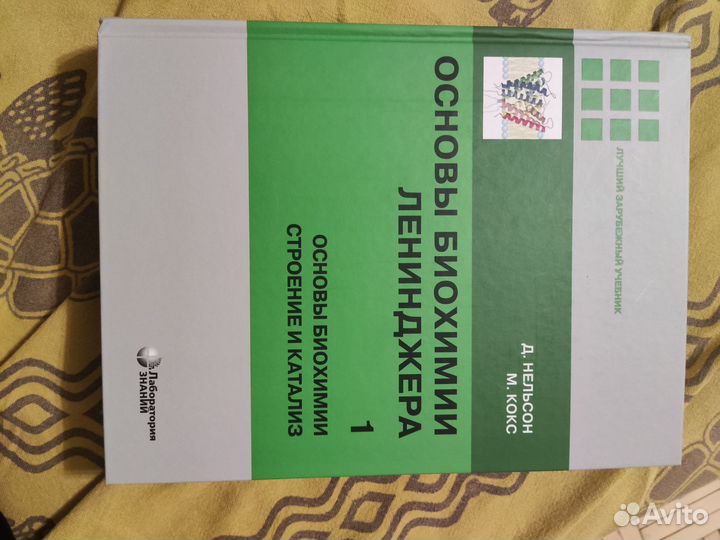 ЛУЧШИЙ ЗАРУБЕЖНЫЙ УЧЕБНИК
Д. НЕЛЬСОН
М. КОКС
ОСНОВЫ БИОХИМИИ
ЛЕНИНДЖЕРА
1
ОСНОВЫ БИОХИМИИ
СТРОЕНИЕ И КАТАЛИЗ
Лаборатория
ЗНАНИЙ
Avito